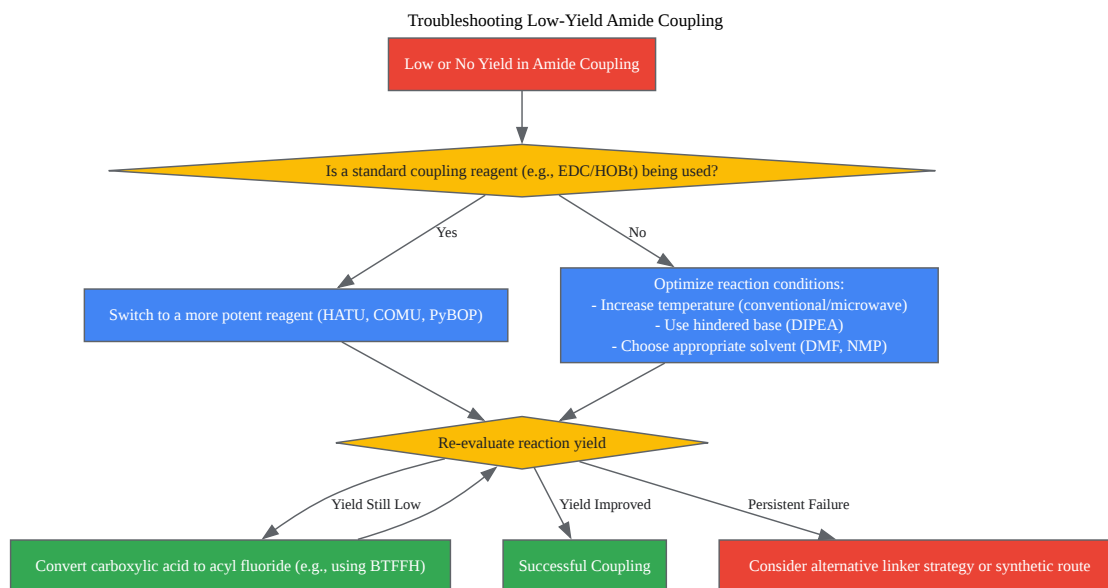 Troubleshooting Low-Yield Amide Coupling
Low or No Yield in Amide Coupling
Is a standard coupling reagent (e.g., EDC/HOBt) being used?
Yes
No
Switch to a more potent reagent (HATU, COMU, PyBOP)
Optimize reaction conditions:
- Increase temperature (conventional/microwave)
- Use hindered base (DIPEA)
- Choose appropriate solvent (DMF, NMP)
Re-evaluate reaction yield
Yield Still Low
Yield Improved
Persistent Failure
Convert carboxylic acid to acyl fluoride (e.g., using BTFFH)
Successful Coupling
Consider alternative linker strategy or synthetic route